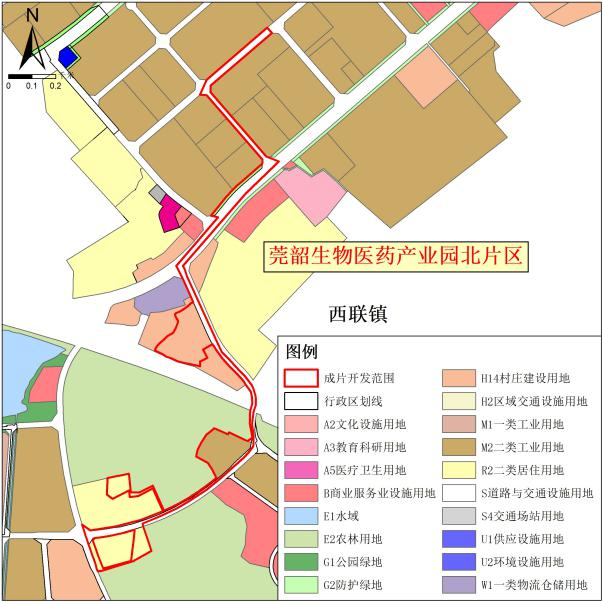 N
千米
0 0.1 0.2
莞韶生物医药产业园北片区
西联镇
图例
成片开发范围
行政区划线
A2文化设施用地
A3教育科研用地
A5医疗卫生用地
B商业服务业设施用地
E1水域
E2农林用地
G1公园绿地
G2防护绿地
H14村庄建设用地
H2区域交通设施用地
M1一类工业用地
M2二类工业用地
R2二类居住用地
S道路与交通设施用地
S4交通场站用地
U1供应设施用地
U2环境设施用地
W1一类物流仓储用地